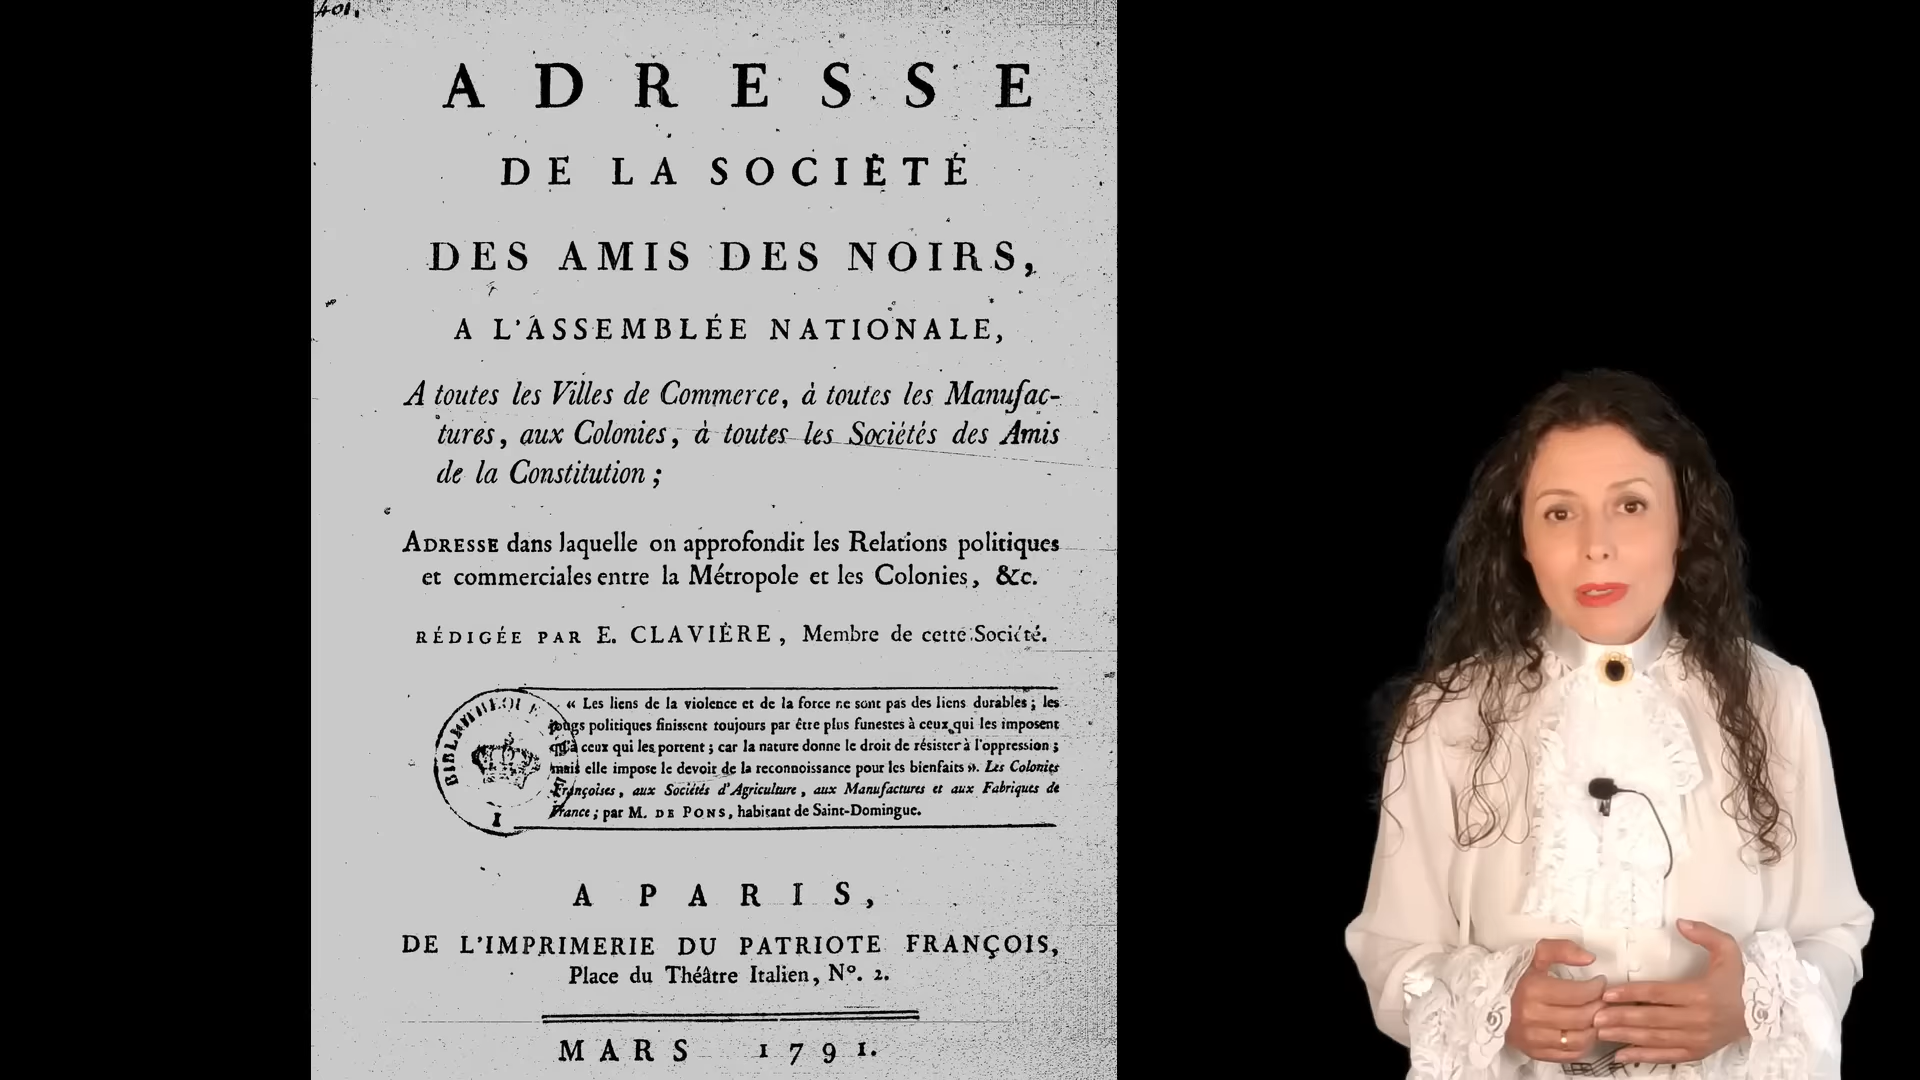 401.
ADRESSE
DE LA SOCIÉTÉ
DES AMIS DES NOIRS,
A L'ASSEMBLÉE NATIONALE,
A toutes les Villes de Commerce, à toutes les Manufac-
tures, aux Colonies, à toutes les Sociétés des Amis
de la Constitution ;
ADRESSE dans laquelle on approfondit les Relations politiques
et commerciales entre la Métropole et les Colonies, &c.
RÉDIGÉE PAR E. CLAVIÈRE, Membre de cette Société.
« Les liens de la violence et de la force ne sont pas des liens durables ; les
jougs politiques finissent toujours par être plus funestes à ceux qui les imposent
qu'à ceux qui les portent ; car la nature donne le droit de résister à l'oppression ;
mais elle impose le devoir de la reconnoissance pour les bienfaits ». Les Colonies
Françoises, aux Sociétés d'Agriculture, aux Manufactures et aux Fabriques de
France ; par M. DE PONS, habitant de Saint-Domingue.
I
A PARIS,
DE L'IMPRIMERIE DU PATRIOTE FRANÇOIS,
Place du Théâtre Italien, N°. 2.
MARS 1791.